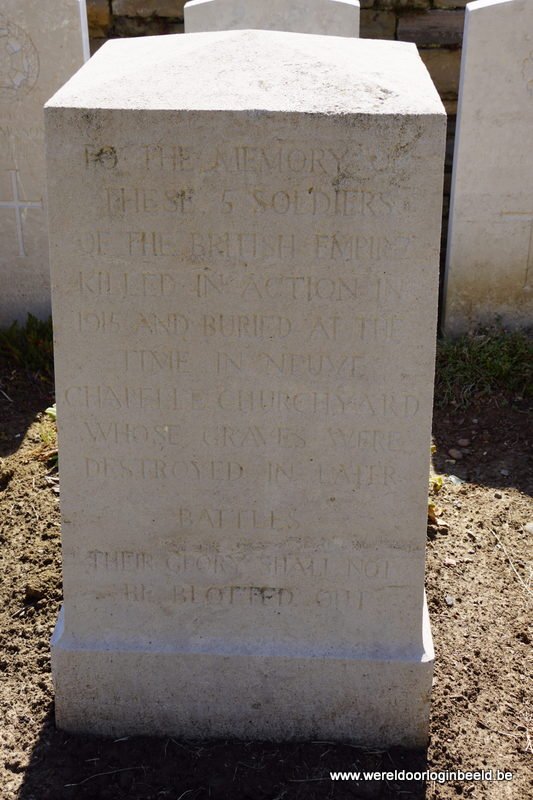 TO THE MEMORY OF
THESE 5 SOLDIERS
OF THE BRITISH EMPIRE
KILLED IN ACTION IN
1915 AND BURIED AT THE
TIME IN NEUVE
CHAPELLE CHURCHYARD
WHOSE GRAVES WERE
DESTROYED IN LATER
BATTLES
THEIR GLORY SHALL NOT
BE BLOTTED OUT
www.wereldoorloginbeeld.be